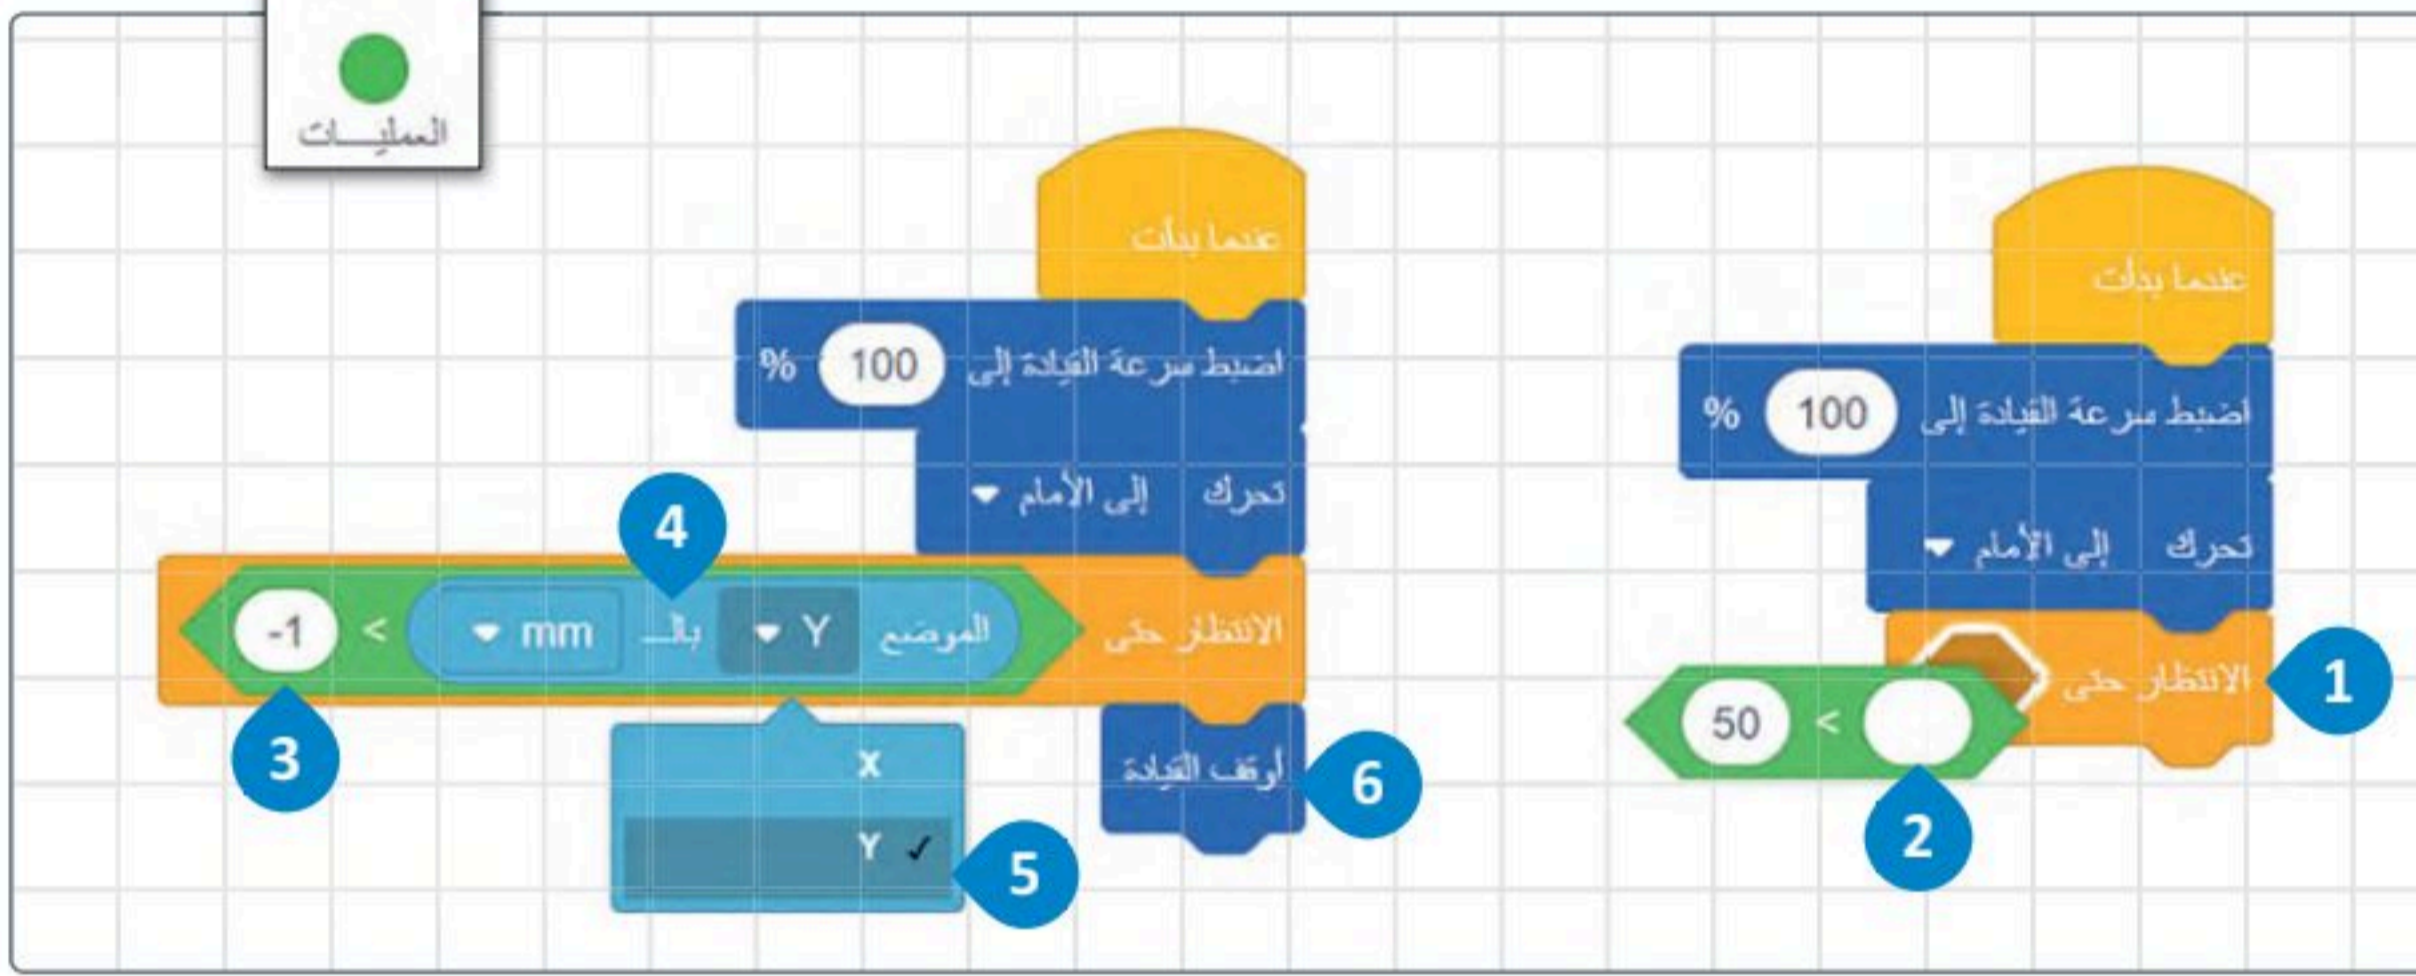 العمليات
عندما بدأت
اضبط سرعة القيادة إلى 100 %
تحرك إلى الأمام
الانتظار حتى
< 50
1
2
عندما بدأت
اضبط سرعة القيادة إلى 100 %
تحرك إلى الأمام
4
الانتظار حتى الموضع Y بالـ mm < -1
3
X
Y ✓
5
أوقف القيادة
6